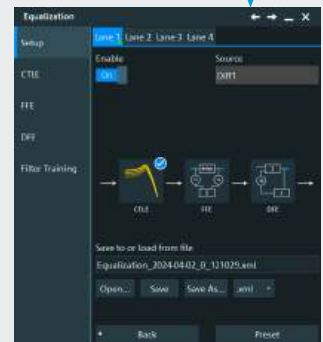 Equalization
Setup
CTLE
FFE
DFE
Filter Training
Lane 1 Lane 2 Lane 3 Lane 4
Enable
Source
On
Diff1
CTLE
FFE
DFE
Save to or load from file
Equalization_2024-04-02_0_121029.xml
Open... Save Save As... .xml
Back
Preset